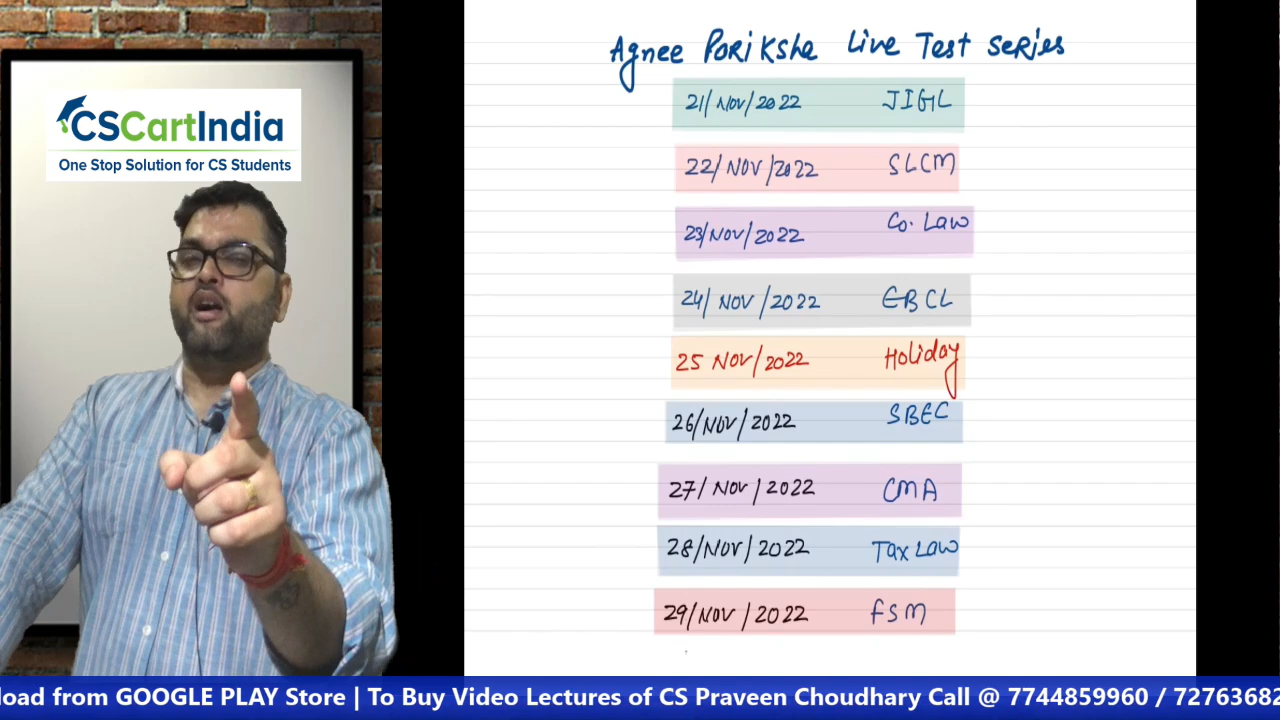 CSCartIndia
One Stop Solution for CS Students
Agnee Pariksha Live Test Series
21/Nov/2022 JIGL
22/NOV/2022 SLCM
23/NOV/2022 Co. Law
24/NOV/2022 EBCL
25 NOV/2022 Holiday
26/NOV/2022 SBEC
27/NOV/2022 CMA
28/NOV/2022 Tax Law
29/NOV/2022 FSM
load from GOOGLE PLAY Store | To Buy Video Lectures of CS Praveen Choudhary Call @ 7744859960 / 72763682